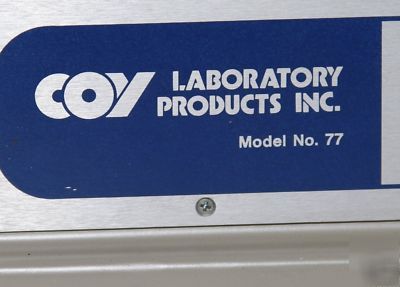 COY LABORATORY
PRODUCTS INC.
Model No. 77